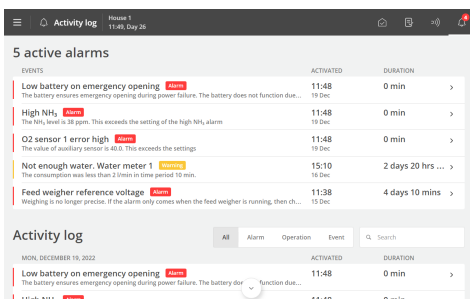 Activity log
House 1
11:49, Day 26
4
5 active alarms
EVENTS ACTIVATED DURATION
Low battery on emergency opening Alarm 11:48 0 min
The battery ensures emergency opening during power failure. The battery does not function due... 19 Dec
High NH₃ Alarm 11:48 0 min
The NH₃ level is 38 ppm. This exceeds the setting of the high NH₃ alarm 19 Dec
O2 sensor 1 error high Alarm 11:48 0 min
The value of auxiliary sensor is 40.0. This exceeds the settings 19 Dec
Not enough water. Water meter 1 Warning 15:10 2 days 20 hrs ...
The consumption was less than 2 l/min in time period 10 min. 16 Dec
Feed weigher reference voltage Alarm 11:38 4 days 10 mins
Weighing is no longer precise. If the alarm only comes when the feed weigher is running, then ch... 15 Dec
Activity log All Alarm Operation Event Search
MON, DECEMBER 19, 2022 ACTIVATED DURATION
Low battery on emergency opening Alarm 11:48 0 min
The battery ensures emergency opening during power failure. The battery function due...